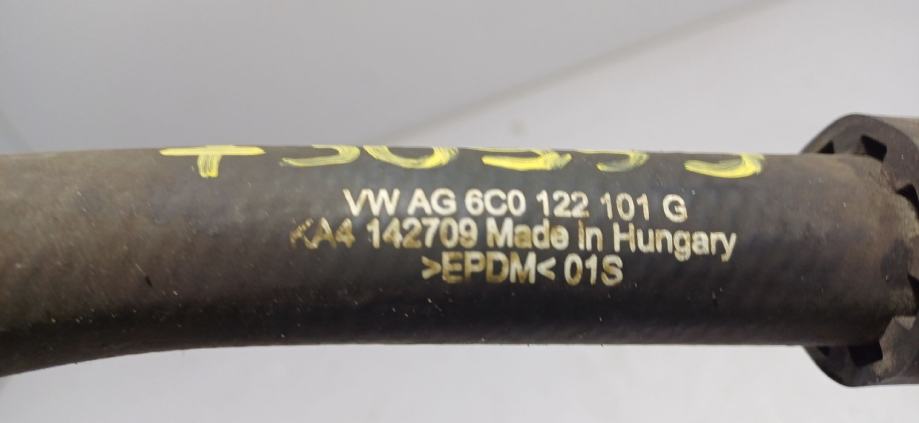 VW AG 6C0 122 101 G
KA4 142709 Made In Hungary
>EPDM< 01S